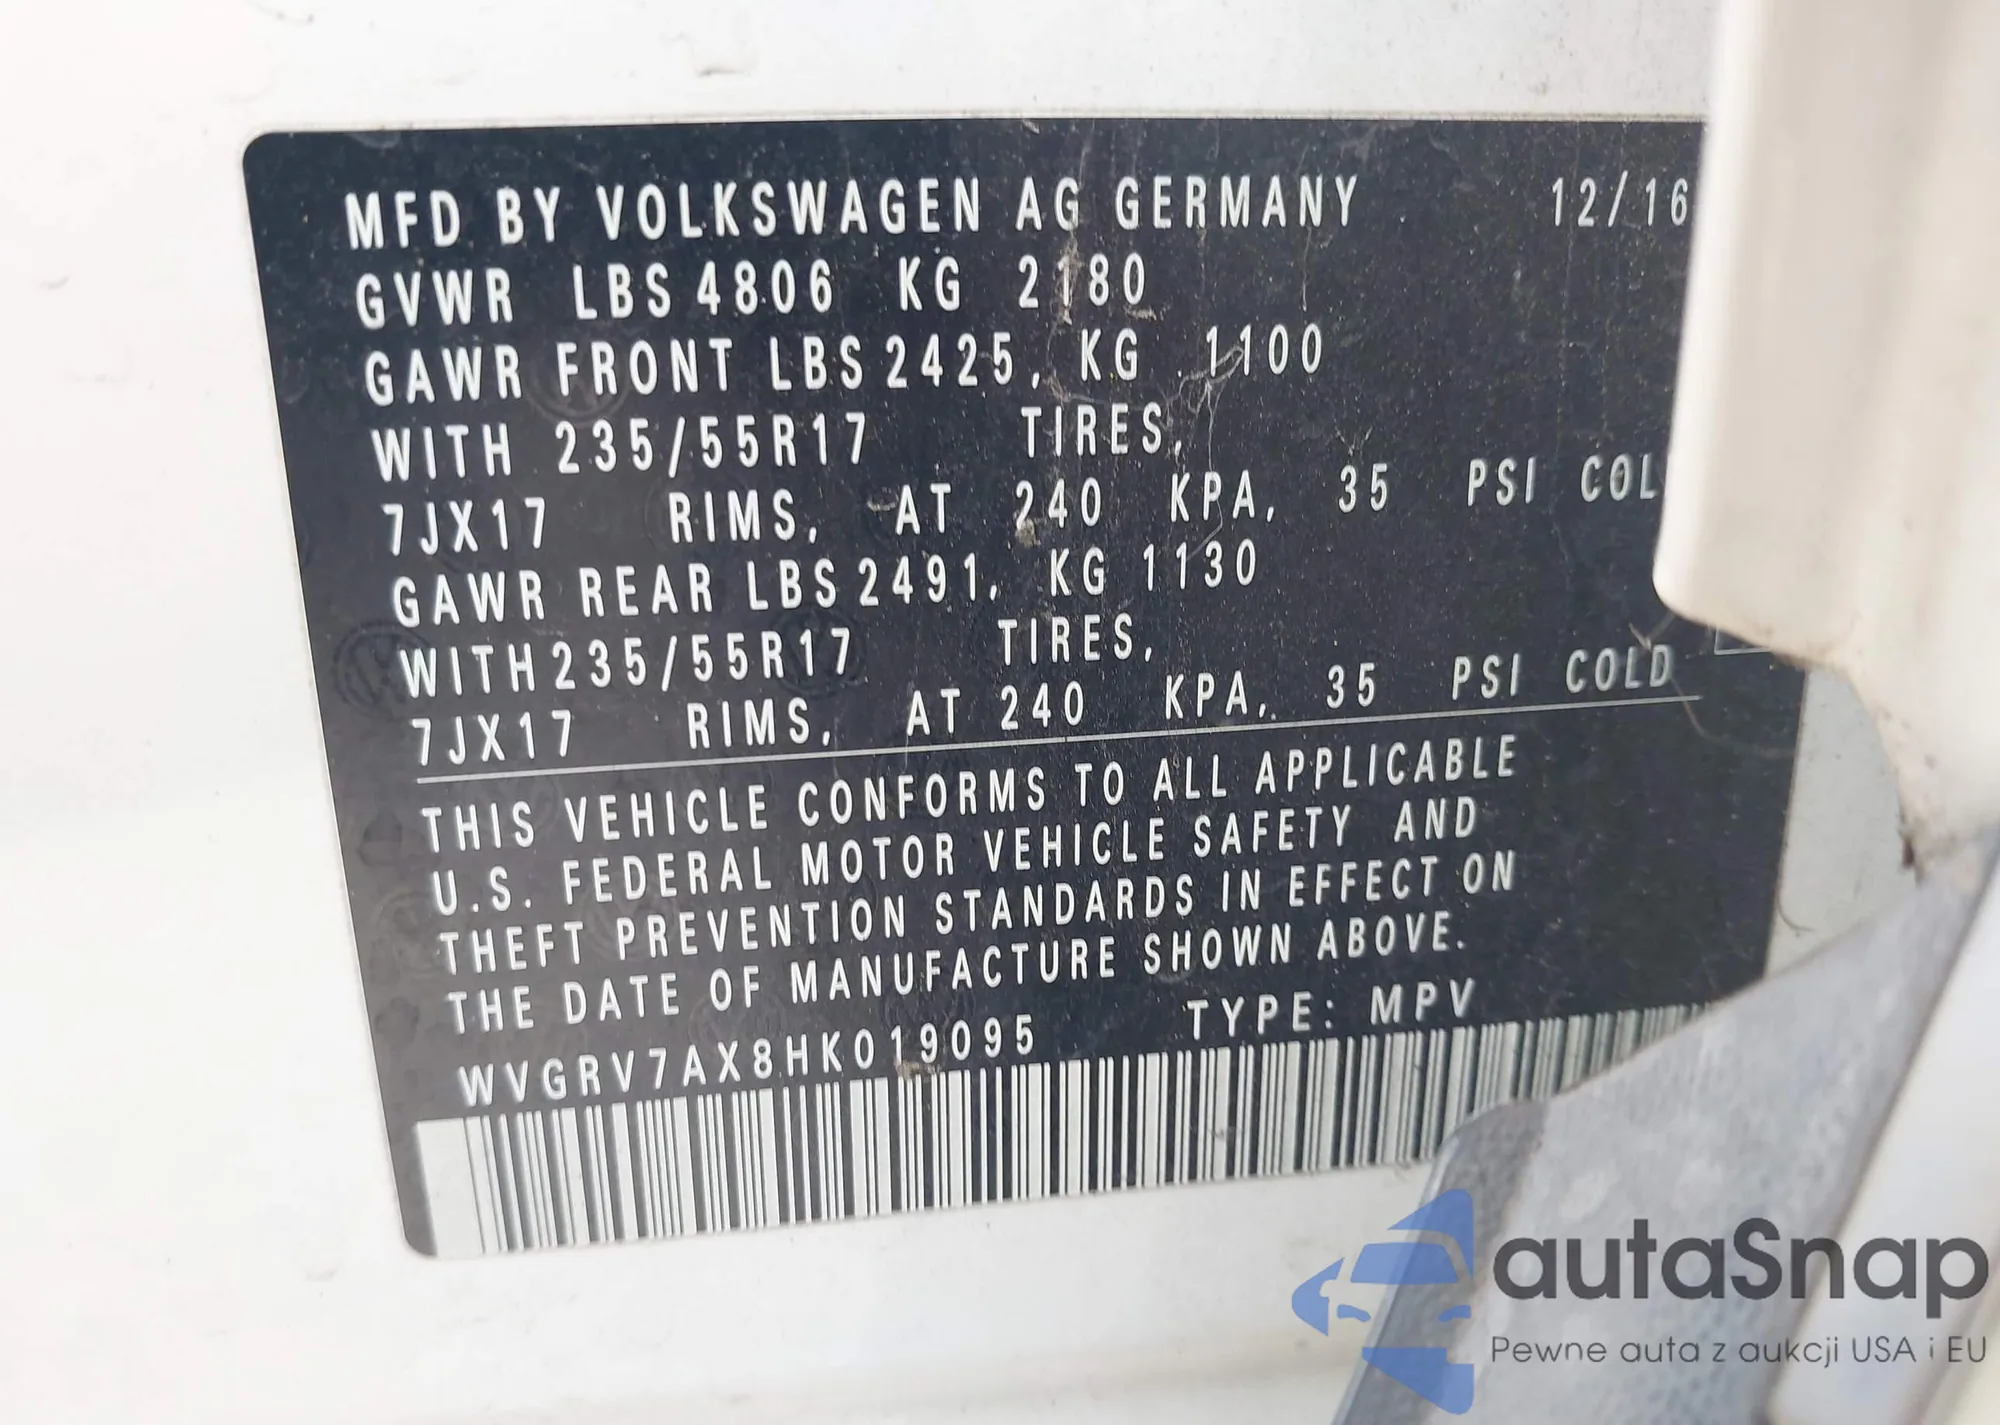 MFD BY VOLKSWAGEN AG GERMANY 12/16
GVWR LBS 4806 KG 2180
GAWR FRONT LBS 2425, KG 1100
WITH 235/55R17 TIRES,
7JX17 RIMS, AT 240 KPA, 35 PSI COL
GAWR REAR LBS 2491, KG 1130
WITH 235/55R17 TIRES,
7JX17 RIMS, AT 240 KPA, 35 PSI COLD
THIS VEHICLE CONFORMS TO ALL APPLICABLE
U.S. FEDERAL MOTOR VEHICLE SAFETY AND
THEFT PREVENTION STANDARDS IN EFFECT ON
THE DATE OF MANUFACTURE SHOWN ABOVE.
WVGRV7AX8HK019095 TYPE: MPV
autaSnap
Pewne auta z aukcji USA i EU